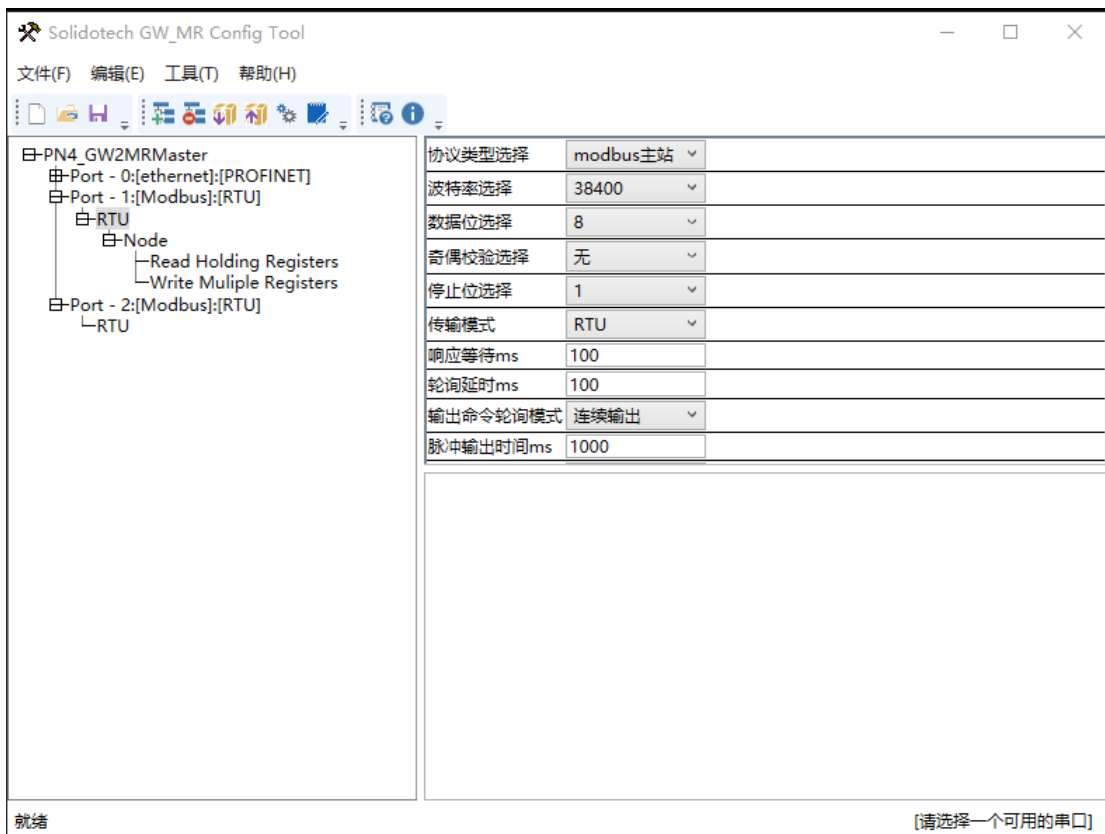 Solidotech GW_MR Config Tool
文件(F) 编辑(E) 工具(T) 帮助(H)
PN4_GW2MRMaster
Port - 0:[ethernet]:[PROFINET]
Port - 1:[Modbus]:[RTU]
RTU
Node
Read Holding Registers
Write Muliple Registers
Port - 2:[Modbus]:[RTU]
RTU
协议类型选择 modbus主站
波特率选择 38400
数据位选择 8
奇偶校验选择 无
停止位选择 1
传输模式 RTU
响应等待ms 100
轮询延时ms 100
输出命令轮询模式 连续输出
脉冲输出时间ms 1000
就绪 [请选择一个可用的串口]